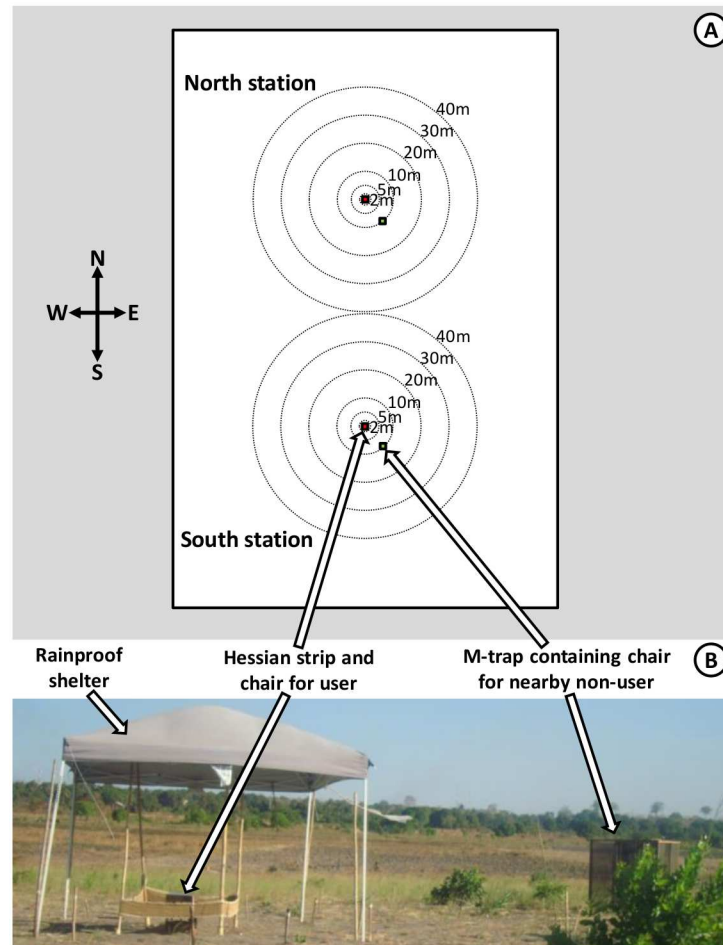 A
North station
40m
30m
20m
10m
5m
2m
N
W E
S
40m
30m
20m
10m
5m
2m
South station
B
Rainproof
shelter
Hessian strip and
chair for user
M-trap containing chair
for nearby non-user